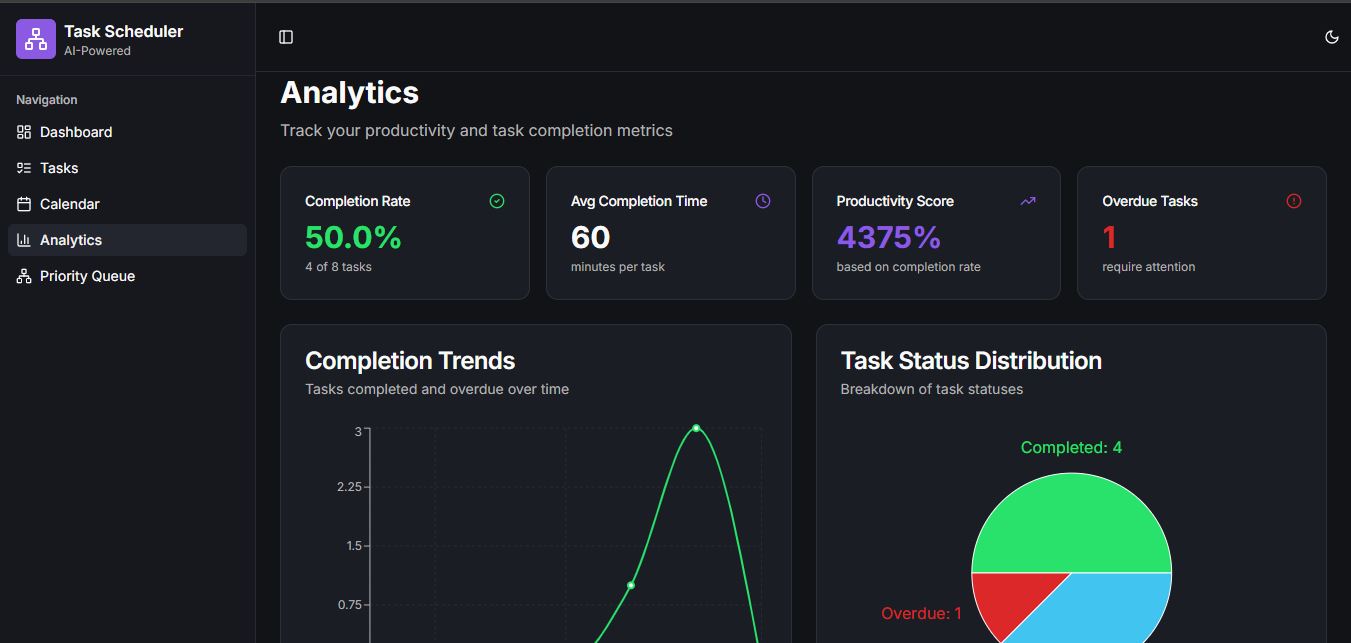 Task Scheduler
AI-Powered
Navigation
Dashboard
Tasks
Calendar
Analytics
Priority Queue
Analytics
Track your productivity and task completion metrics
Completion Rate
50.0%
4 of 8 tasks
Avg Completion Time
60
minutes per task
Productivity Score
4375%
based on completion rate
Overdue Tasks
1
require attention
Completion Trends
Tasks completed and overdue over time
3
2.25
1.5
0.75
Task Status Distribution
Breakdown of task statuses
Completed: 4
Overdue: 1